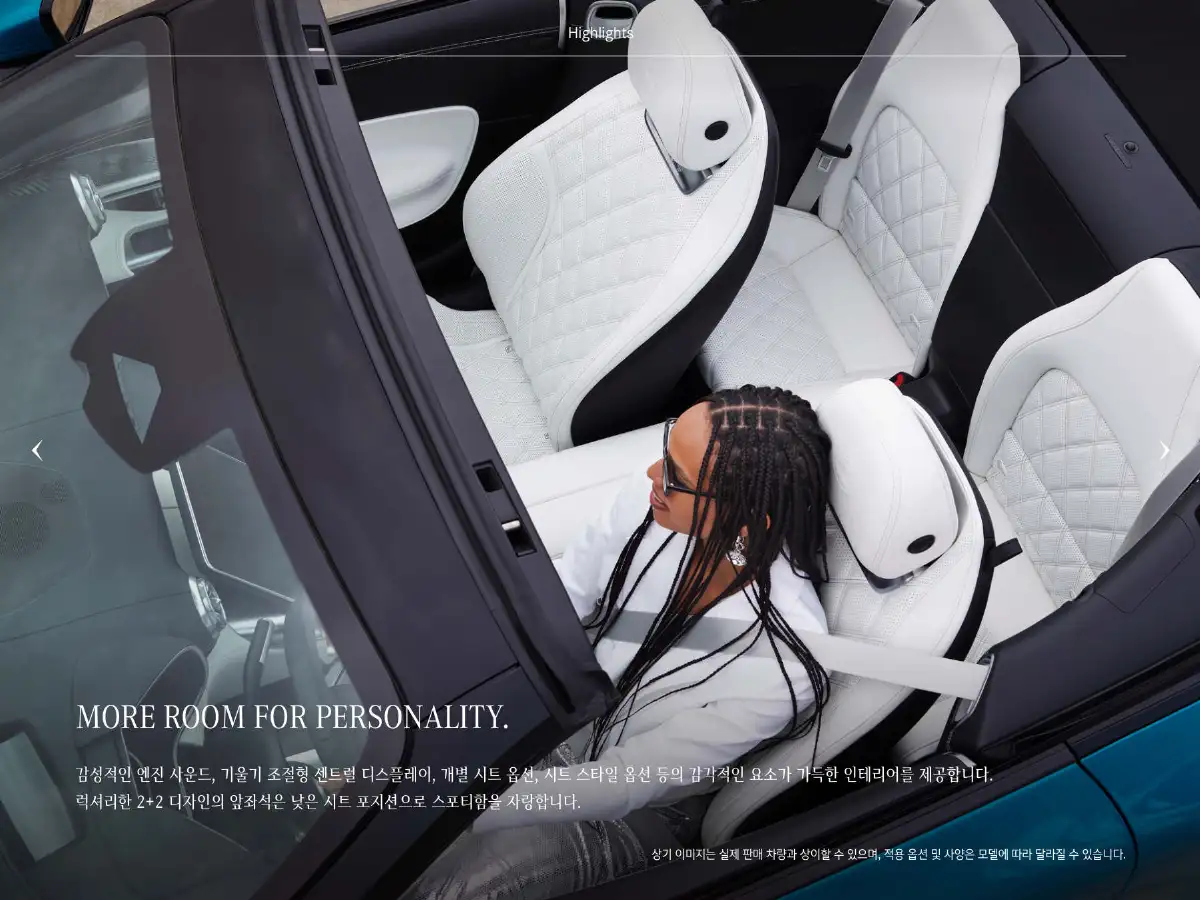 Highlights
MORE ROOM FOR PERSONALITY.
감성적인 엔진 사운드, 기울기 조절형 센트럴 디스플레이, 개별 시트 옵션, 시트 스타일 옵션 등의 감각적인 요소가 가득한 인테리어를 제공합니다.
럭셔리한 2+2 디자인의 앞좌석은 낮은 시트 포지션으로 스포티함을 자랑합니다.
상기 이미지는 실제 판매 차량과 상이할 수 있으며, 적용 옵션 및 사양은 모델에 따라 달라질 수 있습니다.